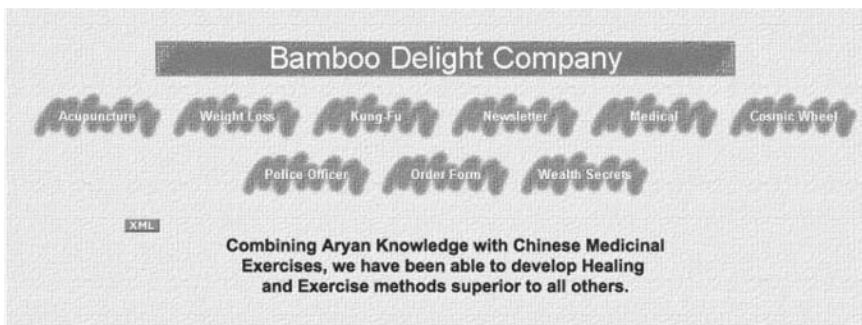 Bamboo Delight Company
Acupuncture Weight Loss Kung-Fu Newsletter Medical Cosmic Wheel
Police Officer Order Form Wealth Secrets
XML
Combining Aryan Knowledge with Chinese Medicinal
Exercises, we have been able to develop Healing
and Exercise methods superior to all others.